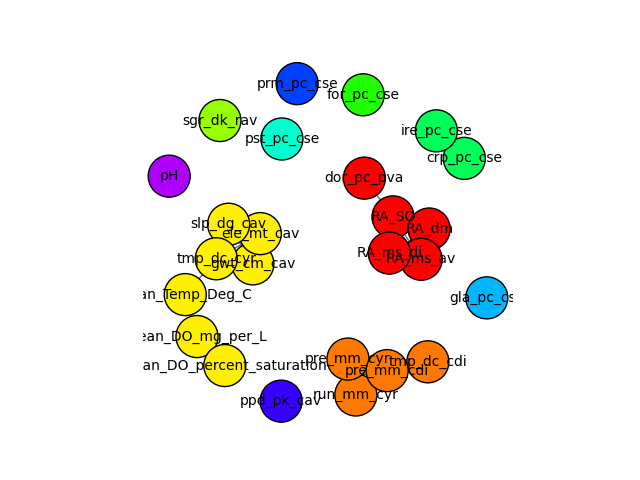 prm_pc_cse
for_pc_cse
sgr_dk_rav
pst_pc_cse
ire_pc_cse
crp_pc_cse
pH
dor_pc_pva
slp_dg_cav
ele_mt_cav
RA_SO
RA_dm
tmp_dc_cyr
gwt_cm_cav
RA_ms_di
RA_ms_av
an_Temp_Deg_C
gla_pc_cs
ean_DO_mg_per_L
an_DO_percent_saturation
pre_mm_cyr
pre_mm_cdi
tmp_dc_cdi
ppd_pk_cav
run_mm_cyr